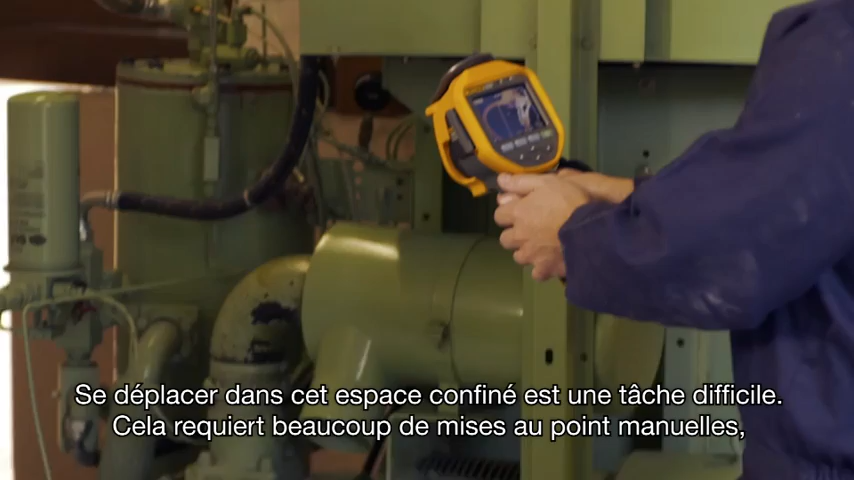 Se déplacer dans cet espace confiné est une tâche difficile.
Cela requiert beaucoup de mises au point manuelles,